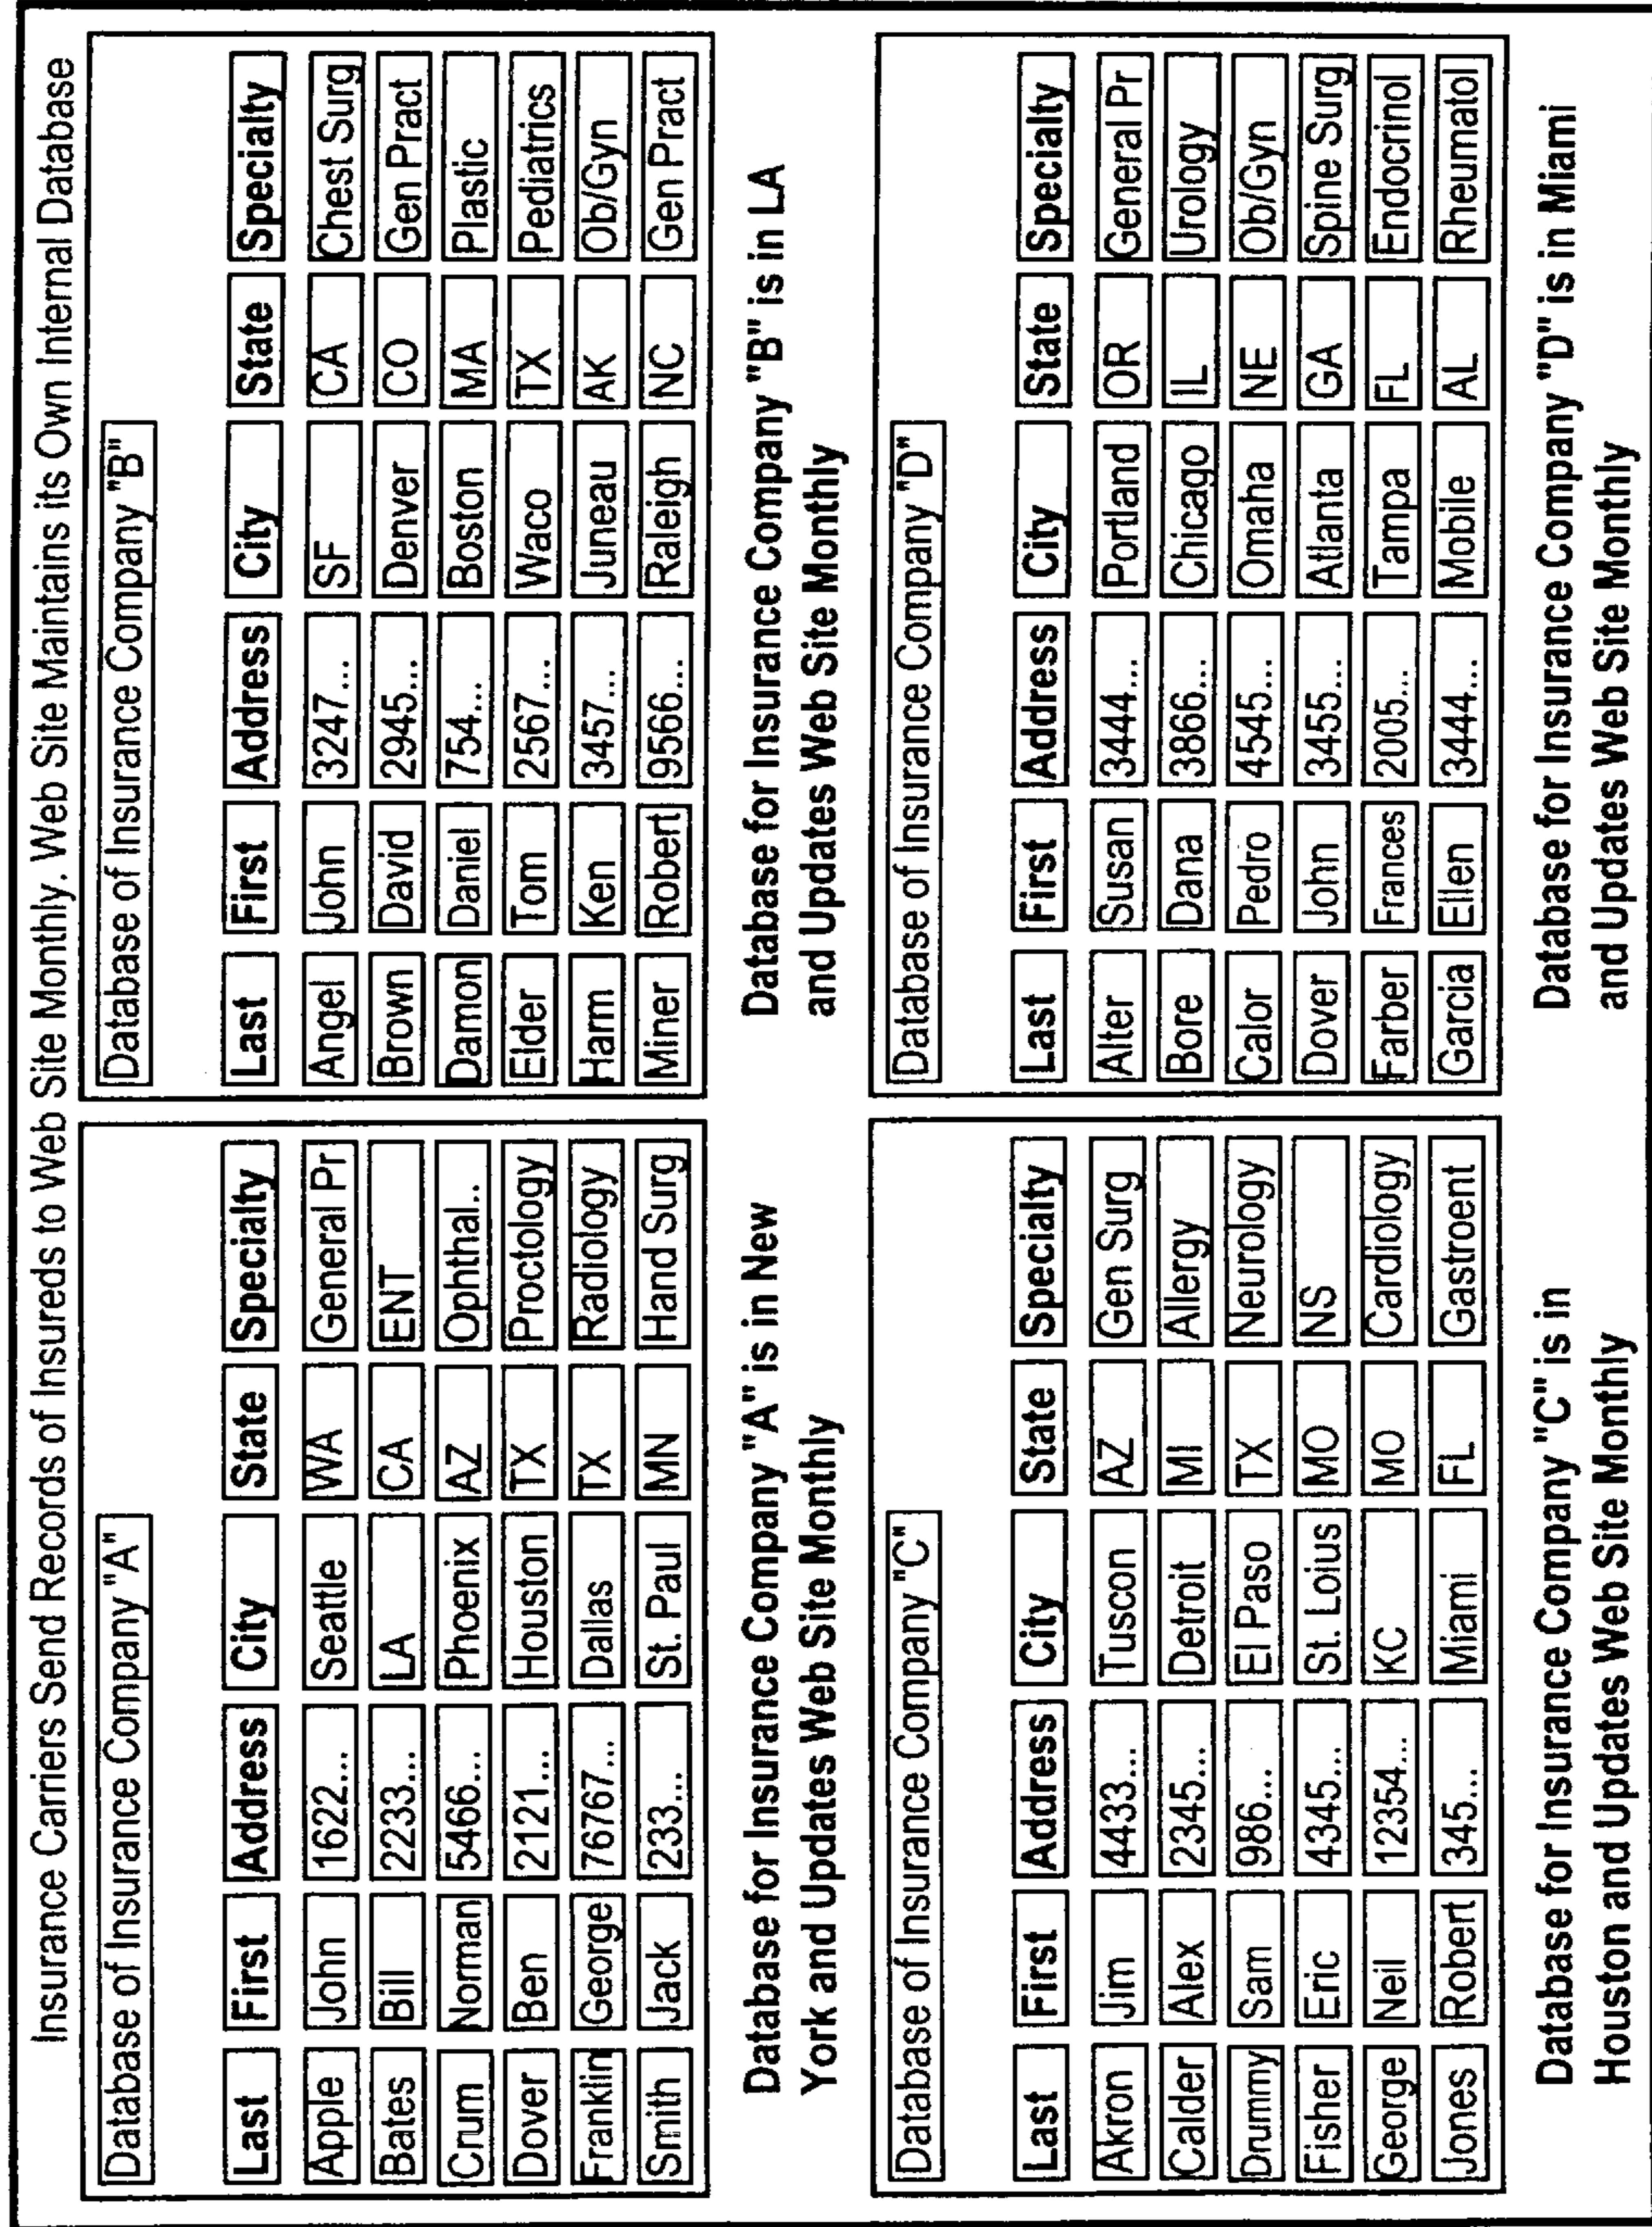 Insurance Carriers Send Records of Insureds to Web Site Monthly. Web Site Maintains its Own Internal Database
Database of Insurance Company "A"
Last First Address City State Specialty
Apple John 1622... Seattle WA General Pr
Bates Bill 2233... LA CA ENT
Crum Norman 5466... Phoenix AZ Ophthal..
Dover Ben 2121... Houston TX Proctology
Franklin George 76767... Dallas TX Radiology
Smith Jack 233... St. Paul MN Hand Surg
Database for Insurance Company "A" is in New
York and Updates Web Site Monthly
Database of Insurance Company "B"
Last First Address City State Specialty
Angel John 3247... SF CA Chest Surg
Brown David 2945... Denver CO Gen Pract
Damon Daniel 754... Boston MA Plastic
Elder Tom 2567... Waco TX Pediatrics
Harm Ken 3457... Juneau AK Ob/Gyn
Miner Robert 9566... Raleigh NC Gen Pract
Database for Insurance Company "B" is in LA
and Updates Web Site Monthly
Database of Insurance Company "C"
Last First Address City State Specialty
Akron Jim 4433... Tuscon AZ Gen Surg
Calder Alex 2345... Detroit MI Allergy
Drummy Sam 986... El Paso TX Neurology
Fisher Eric 4345... St. Loius MO NS
George Neil 12354... KC MO Cardiology
Jones Robert 345... Miami FL Gastroent
Database for Insurance Company "C" is in
Houston and Updates Web Site Monthly
Database of Insurance Company "D"
Last First Address City State Specialty
Alter Susan 3444... Portland OR General Pr
Bore Dana 3866... Chicago IL Urology
Calor Pedro 4545... Omaha NE Ob/Gyn
Dover John 3455... Atlanta GA Spine Surg
Farber Frances 2005... Tampa FL Endocrinol
Garcia Ellen 3444... Mobile AL Rheumatol
Database for Insurance Company "D" is in Miami
and Updates Web Site Monthly